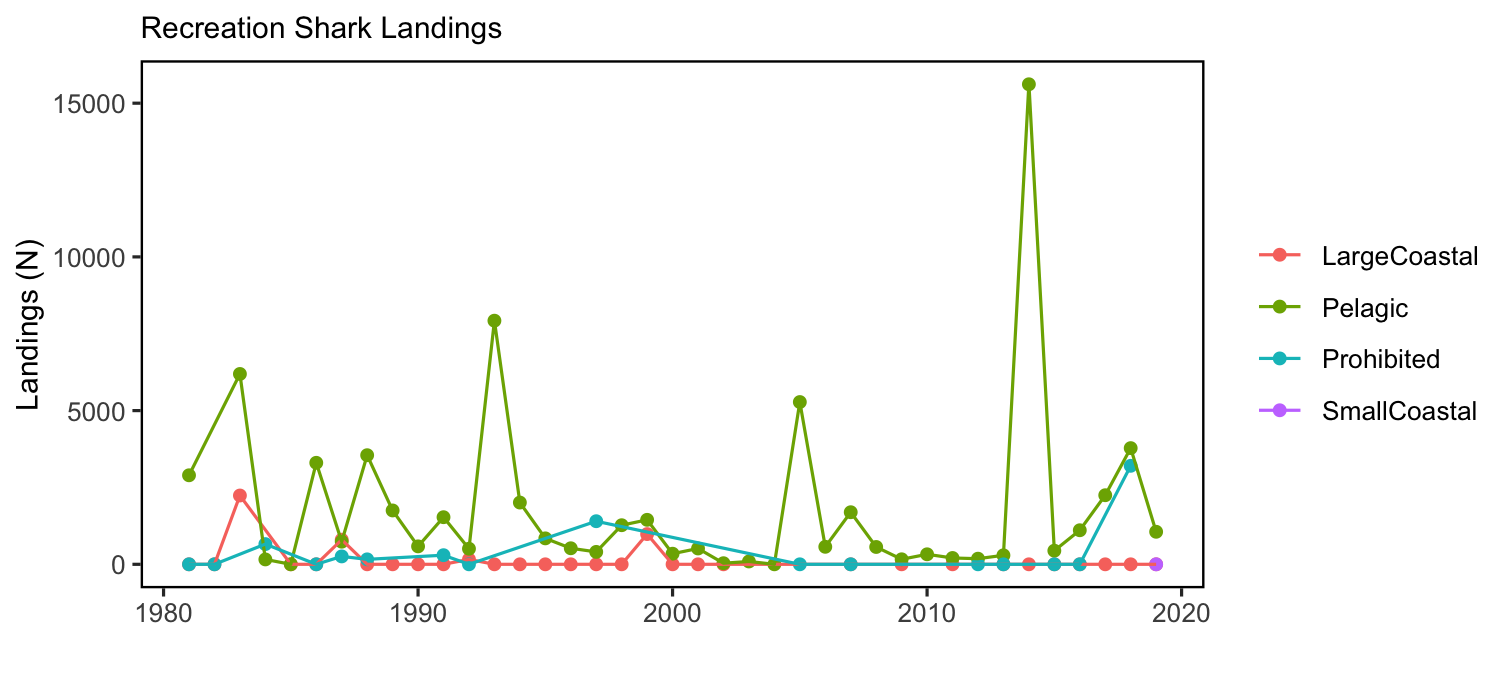 Recreation Shark Landings
Landings (N)
15000
10000
5000
0
1980 1990 2000 2010 2020
LargeCoastal
Pelagic
Prohibited
SmallCoastal